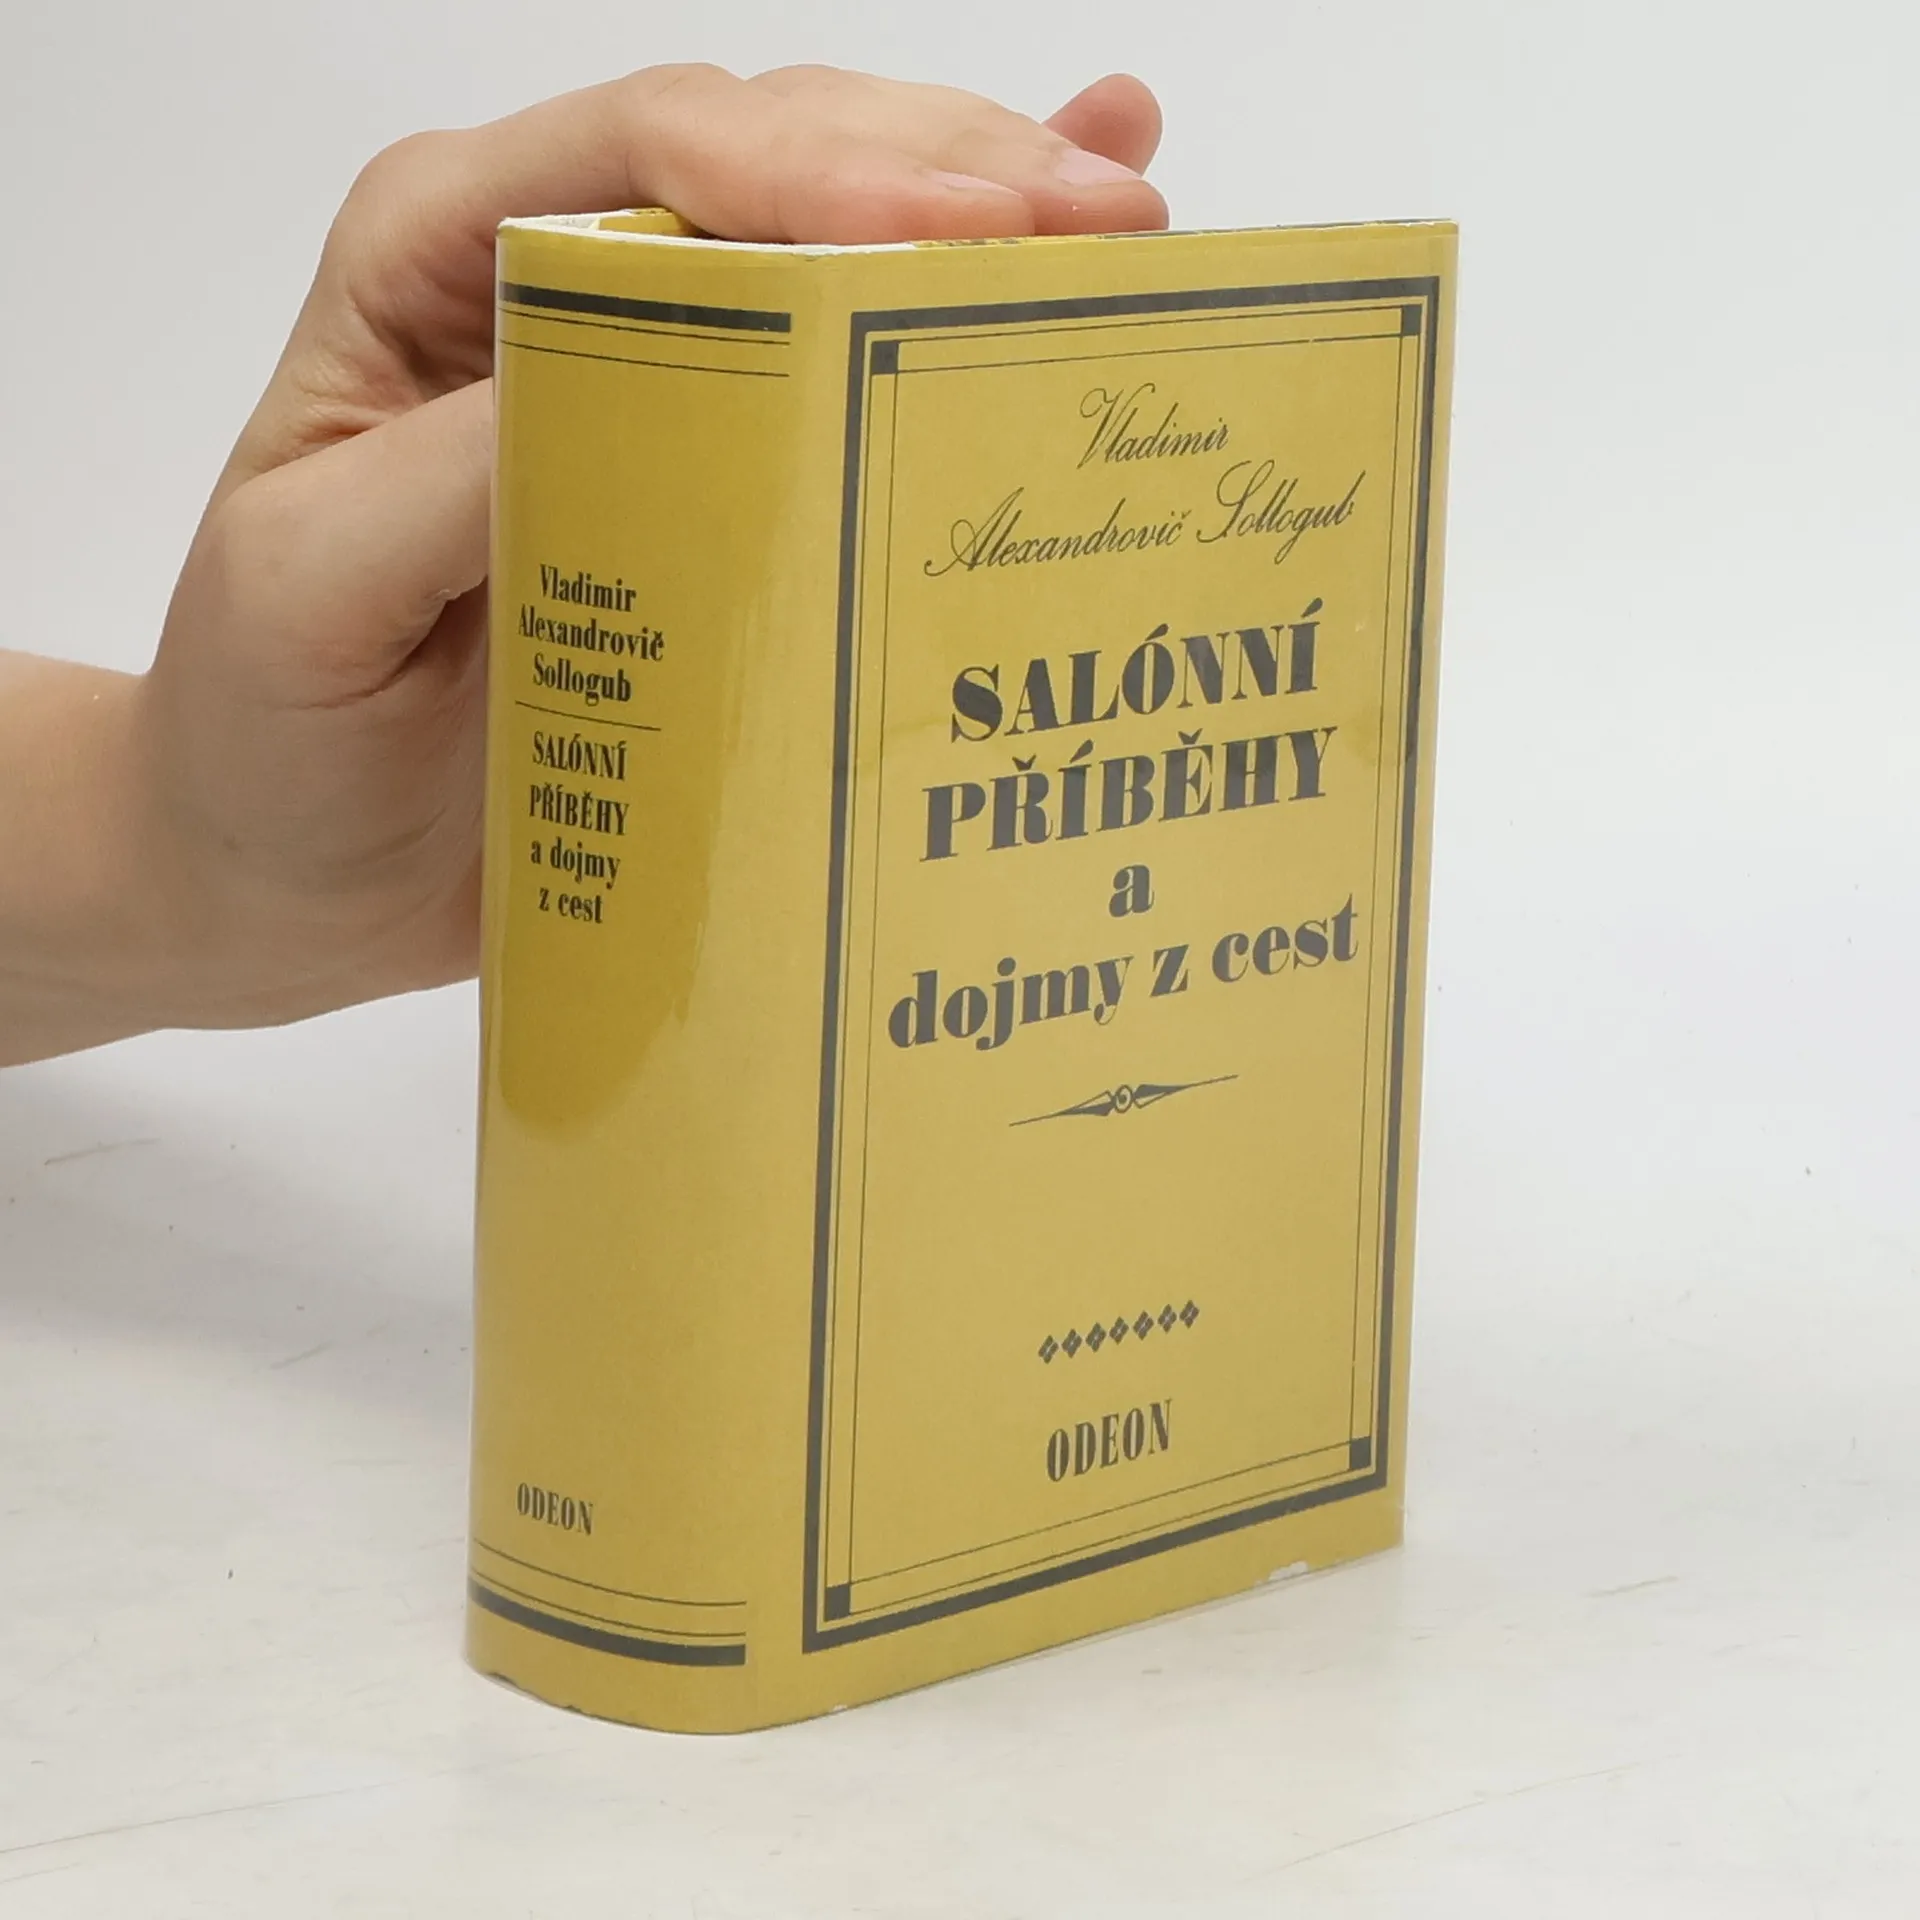 Vladimir
Alexandrovič
Sollogub
SALÓNNÍ
PŘÍBĚHY
a dojmy
z cest
ODEON
Vladimir
Alexandrovič Sollogub
SALÓNNÍ
PŘÍBĚHY
a
dojmy z cest
ODEON